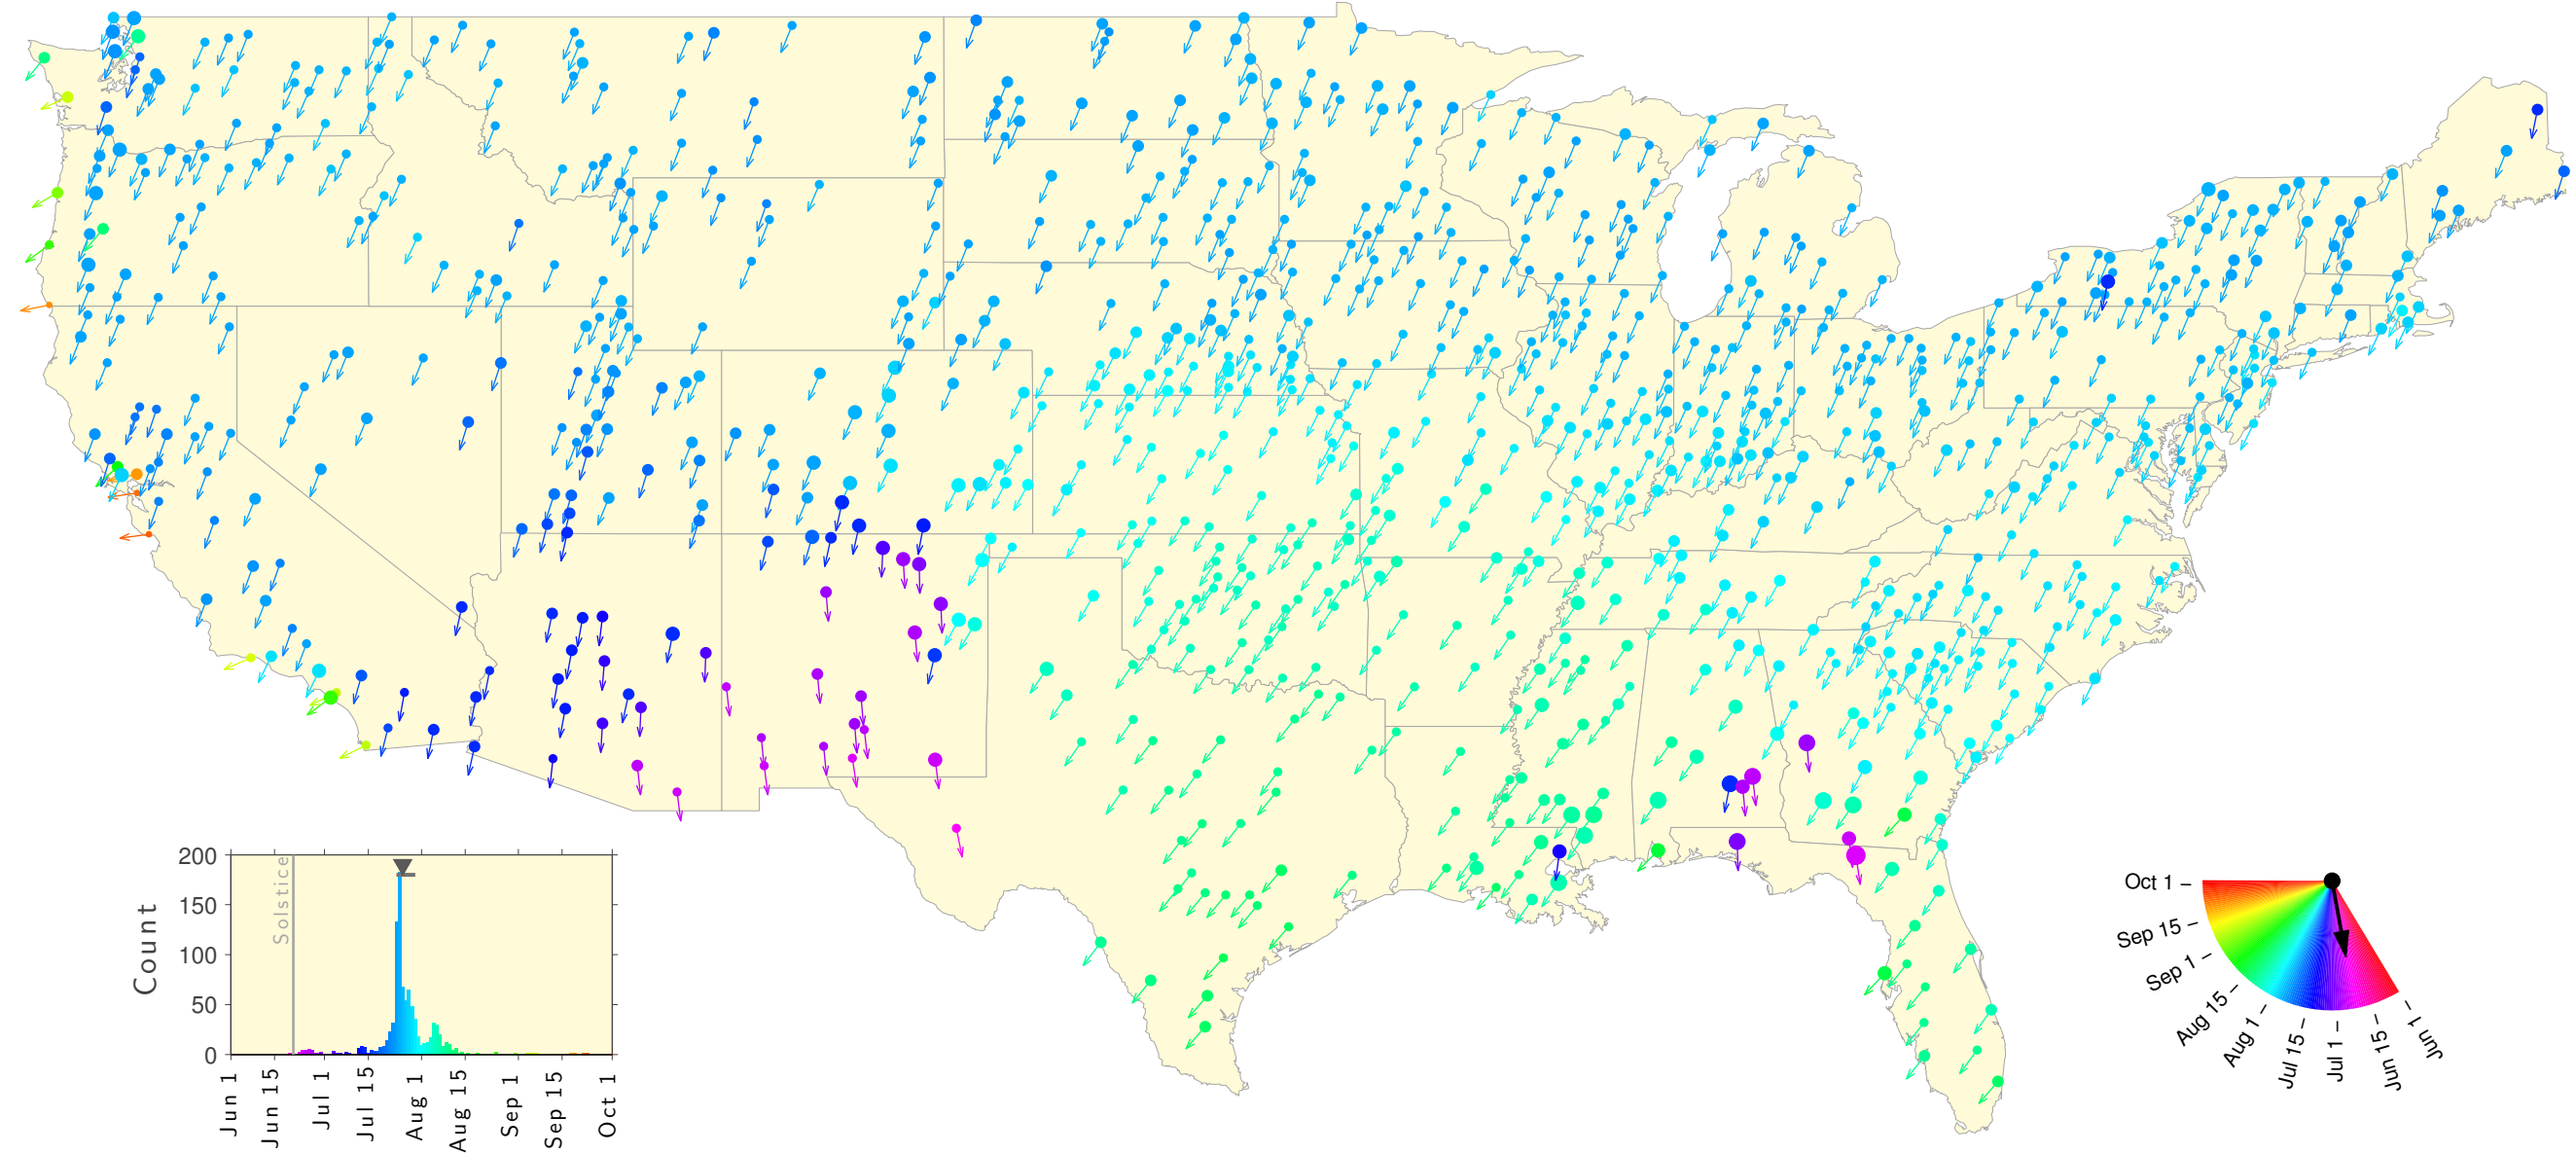 200
150
100
50
0
Count
Solstice
Jun 1
Jun 15
Jul 1
Jul 15
Aug 1
Aug 15
Sep 1
Sep 15
Oct 1
Oct 1 –
Sep 15 –
Sep 1 –
Aug 15 –
Aug 1 –
Jul 15 –
Jul 1 –
Jun 15 –
Jun 1 –